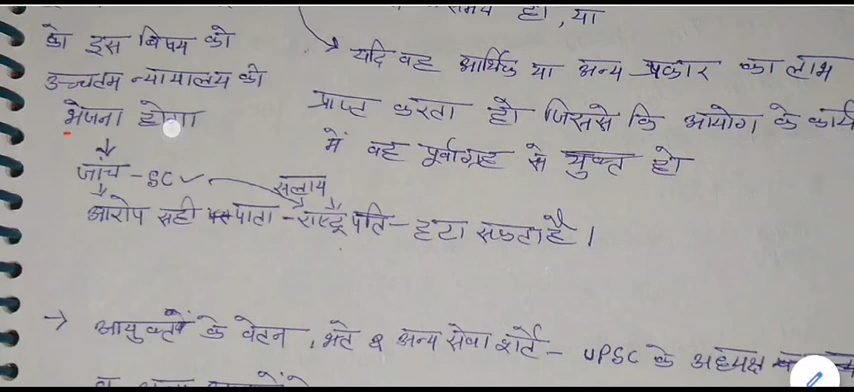 समय हो, या
को इस विषय को
उच्चतम न्यायालय को
भेजना होगा
→ यदि वह आर्थिक या अन्य प्रकार का लाभ
प्राप्त करता हो जिससे कि आयोग के कार्य
में वह पूर्वाग्रह से युक्त हो
जाँच - SC ✓
सलाय
आरोप सही पाता - राष्ट्रपति - हटा सकता है।
→ आयुक्तों के वेतन, भते & अन्य सेवा शर्ते - UPSC के अध्यक्ष